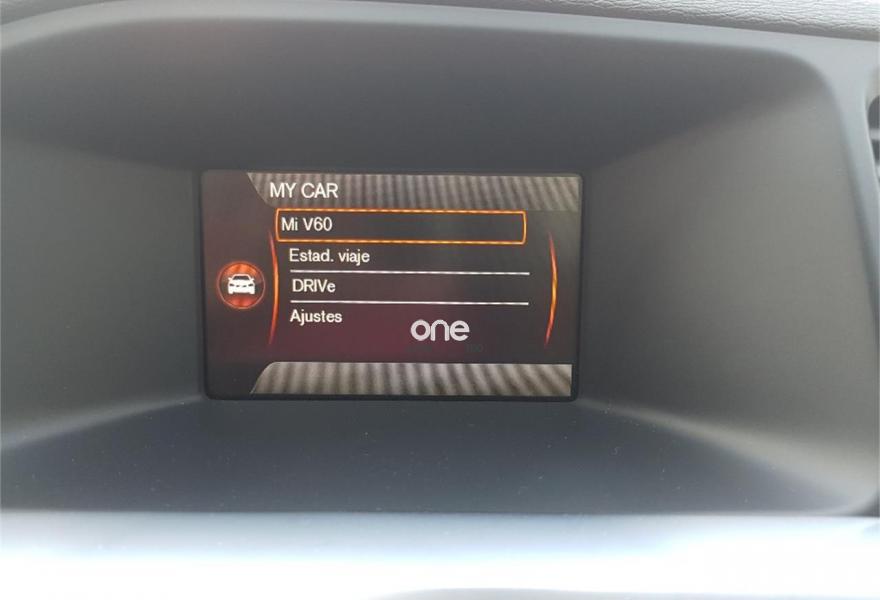 MY CAR
Mi V60
Estad. viaje
DRIVe
Ajustes
one